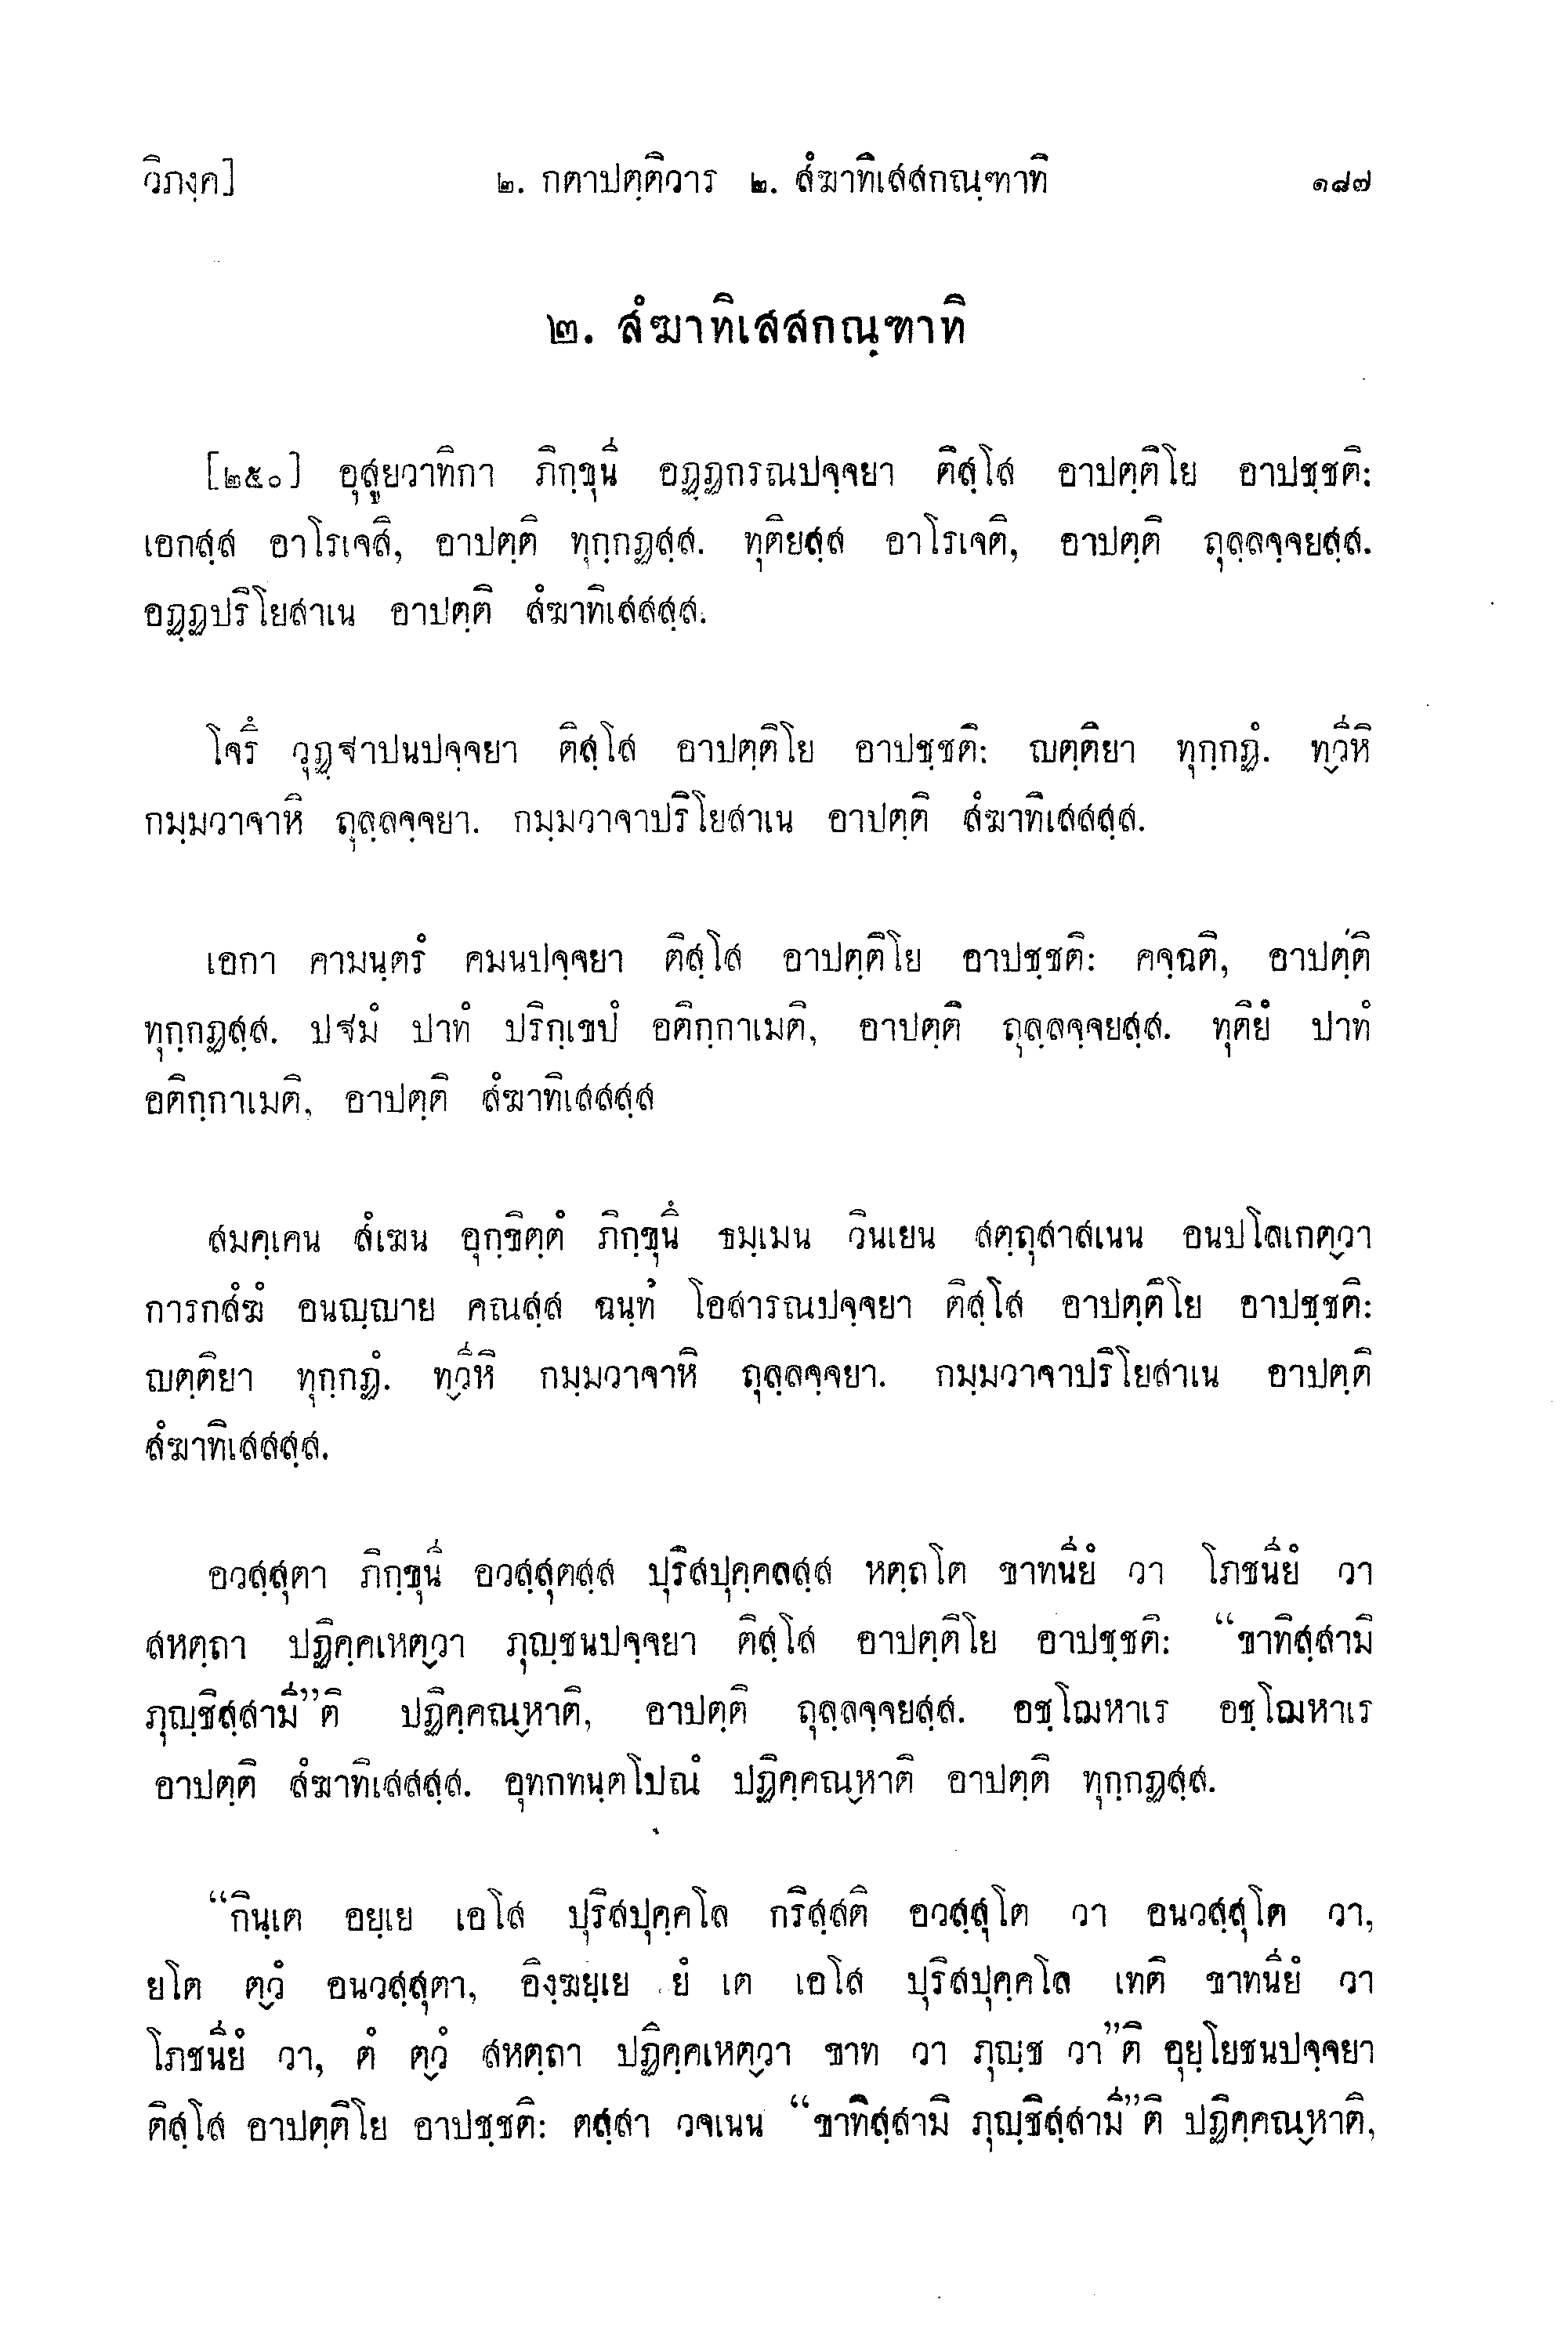 วิภงฺค] ๒. กตาปตฺติวาร ๒. สํฆาทิเสสกณฺฑาทิ ๑๘๗
๒. สํฆาทิเสสกณฺฑาทิ
[๒๕๐] อุสฺูยวาทิกา ภิกฺขุนี อฏฺฏกรณปจฺจยา ติสฺโส อาปตฺติโย อาปชฺชติ:
เอกสฺส อาโรเจสิ, อาปตฺติ ทุกฺกฏสฺส. ทุติยสฺส อาโรเจติ, อาปตฺติ ถุลฺลจฺจยสฺส.
อฏฺฏปริโยสาเน อาปตฺติ สํฆาทิเสสสฺส.
โจรึ วุฏฺฐาปนปจฺจยา ติสฺโส อาปตฺติโย อาปชฺชติ: ญตฺติยา ทุกฺกฏํ. ทฺวีหิ
กมฺมวาจาหิ ถุลฺลจฺจยา. กมฺมวาจาปริโยสาเน อาปตฺติ สํฆาทิเสสสฺส.
เอกา คามนฺตรํ คมนปจฺจยา ติสฺโส อาปตฺติโย อาปชฺชติ: คจฺฉติ, อาปตฺติ
ทุกฺกฏสฺส. ปฐมํ ปาทํ ปริกฺเขปํ อติกฺกาเมติ, อาปตฺติ ถุลฺลจฺจยสฺส. ทุติยํ ปาทํ
อติกฺกาเมติ, อาปตฺติ สํฆาทิเสสสฺส
สมคฺเคน สํเฆน อุกฺขิตฺตํ ภิกฺขุนึ ธมฺเมน วินเยน สตฺถุสาสเนน อนปโลเกตฺวา
การกสํฆํ อนญฺญาย คณสฺส ฉนฺทํ โอสารณปจฺจยา ติสฺโส อาปตฺติโย อาปชฺชติ:
ญตฺติยา ทุกฺกฏํ. ทฺวีหิ กมฺมวาจาหิ ถุลฺลจฺจยา. กมฺมวาจาปริโยสาเน อาปตฺติ
สํฆาทิเสสสฺส.
อวสฺสุตา ภิกฺขุนี อวสฺสุตสฺส ปุริสปุคฺคลสฺส หตฺถโต ขาทนียํ วา โภชนียํ วา
สหตฺถา ปฏิคฺคเหตฺวา ภุญฺชนปจฺจยา ติสฺโส อาปตฺติโย อาปชฺชติ: “ขาทิสฺสามิ
ภุญฺชิสฺสามี”ติ ปฏิคฺคณฺหาติ, อาปตฺติ ถุลฺลจฺจยสฺส. อชฺโฌหาเร อชฺโฌหาเร
อาปตฺติ สํฆาทิเสสสฺส. อุทกทนฺตโปณํ ปฏิคฺคณฺหาติ อาปตฺติ ทุกฺกฏสฺส.
“กินฺเต อยฺเย เอโส ปุริสปุคฺคโล กริสฺสติ อวสฺสุโต วา อนวสฺสุโต วา,
ยโต ตฺวํ อนวสฺสุตา, อิงฺฆยฺเย ยํ เต เอโส ปุริสปุคฺคโล เทติ ขาทนียํ วา
โภชนียํ วา, ตํ ตฺวํ สหตฺถา ปฏิคฺคเหตฺวา ขาท วา ภุญฺช วา”ติ อุยฺโยชนปจฺจยา
ติสฺโส อาปตฺติโย อาปชฺชติ: ตสฺสา วจเนน “ขาทิสฺสามิ ภุญฺชิสฺสามี”ติ ปฏิคฺคณฺหาติ,